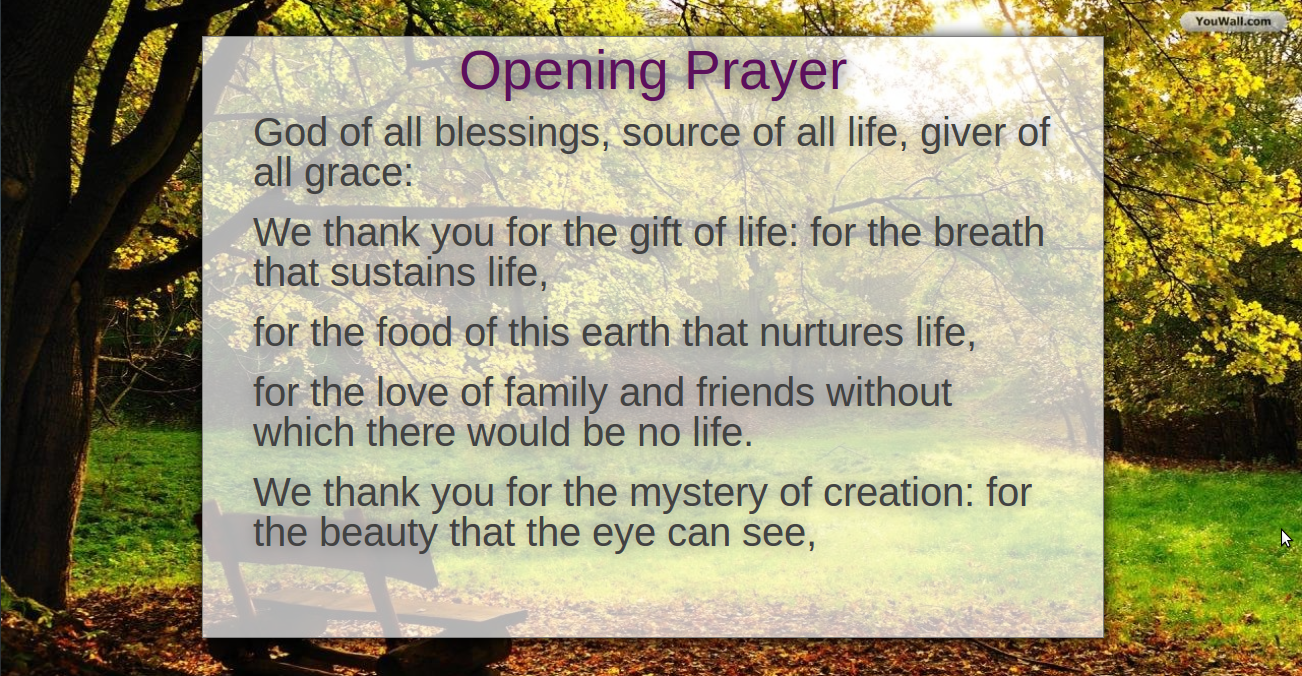 YouWall.com
Opening Prayer
God of all blessings, source of all life, giver of
all grace:
We thank you for the gift of life: for the breath
that sustains life,
for the food of this earth that nurtures life,
for the love of family and friends without
which there would be no life.
We thank you for the mystery of creation: for
the beauty that the eye can see,